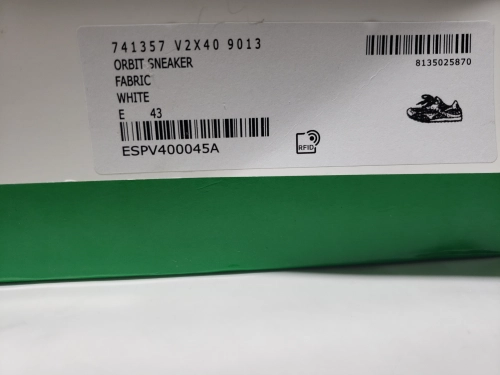 741357 V2X40 9013
8135025870
ORBIT SNEAKER
FABRIC
WHITE
E 43
ESPV400045A
RFID